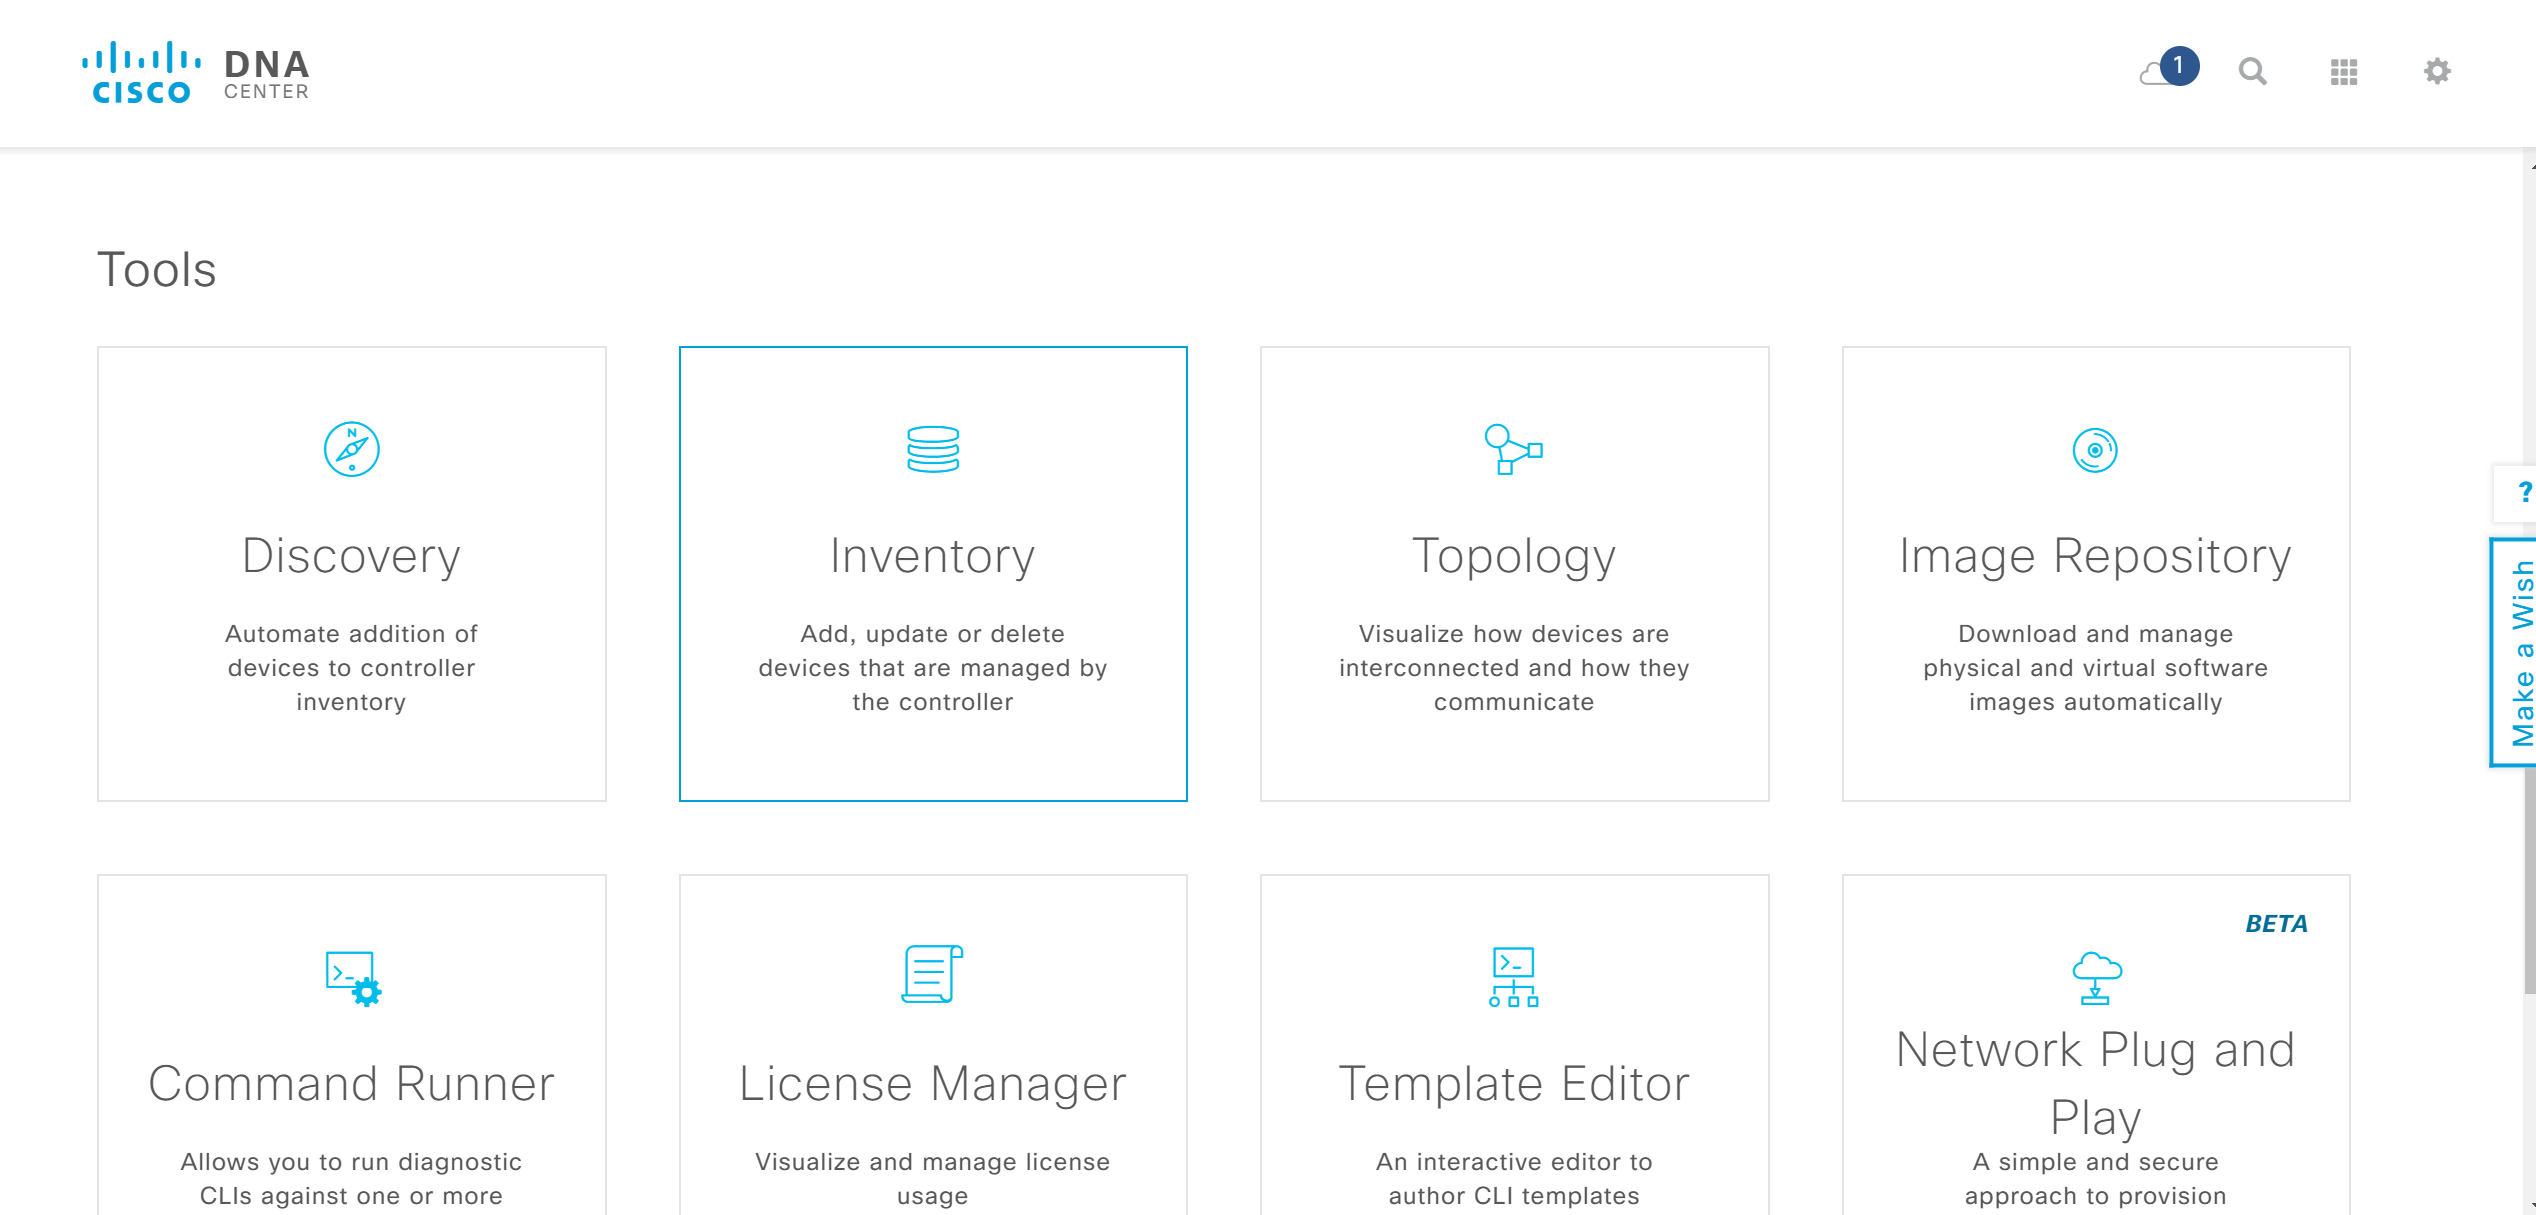 CISCO
DNA
CENTER
1
Tools
N
Discovery
Automate addition of
devices to controller
inventory
Inventory
Add, update or delete
devices that are managed by
the controller
Topology
Visualize how devices are
interconnected and how they
communicate
Image Repository
Download and manage
physical and virtual software
images automatically
?
Make a Wish
Command Runner
Allows you to run diagnostic
CLIs against one or more
License Manager
Visualize and manage license
usage
Template Editor
An interactive editor to
author CLI templates
BETA
Network Plug and
Play
A simple and secure
approach to provision